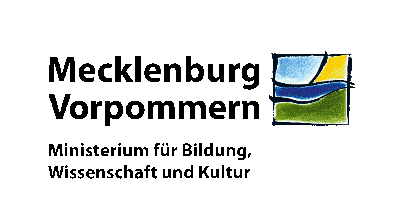 Mecklenburg
Vorpommern
Ministerium für Bildung,
Wissenschaft und Kultur